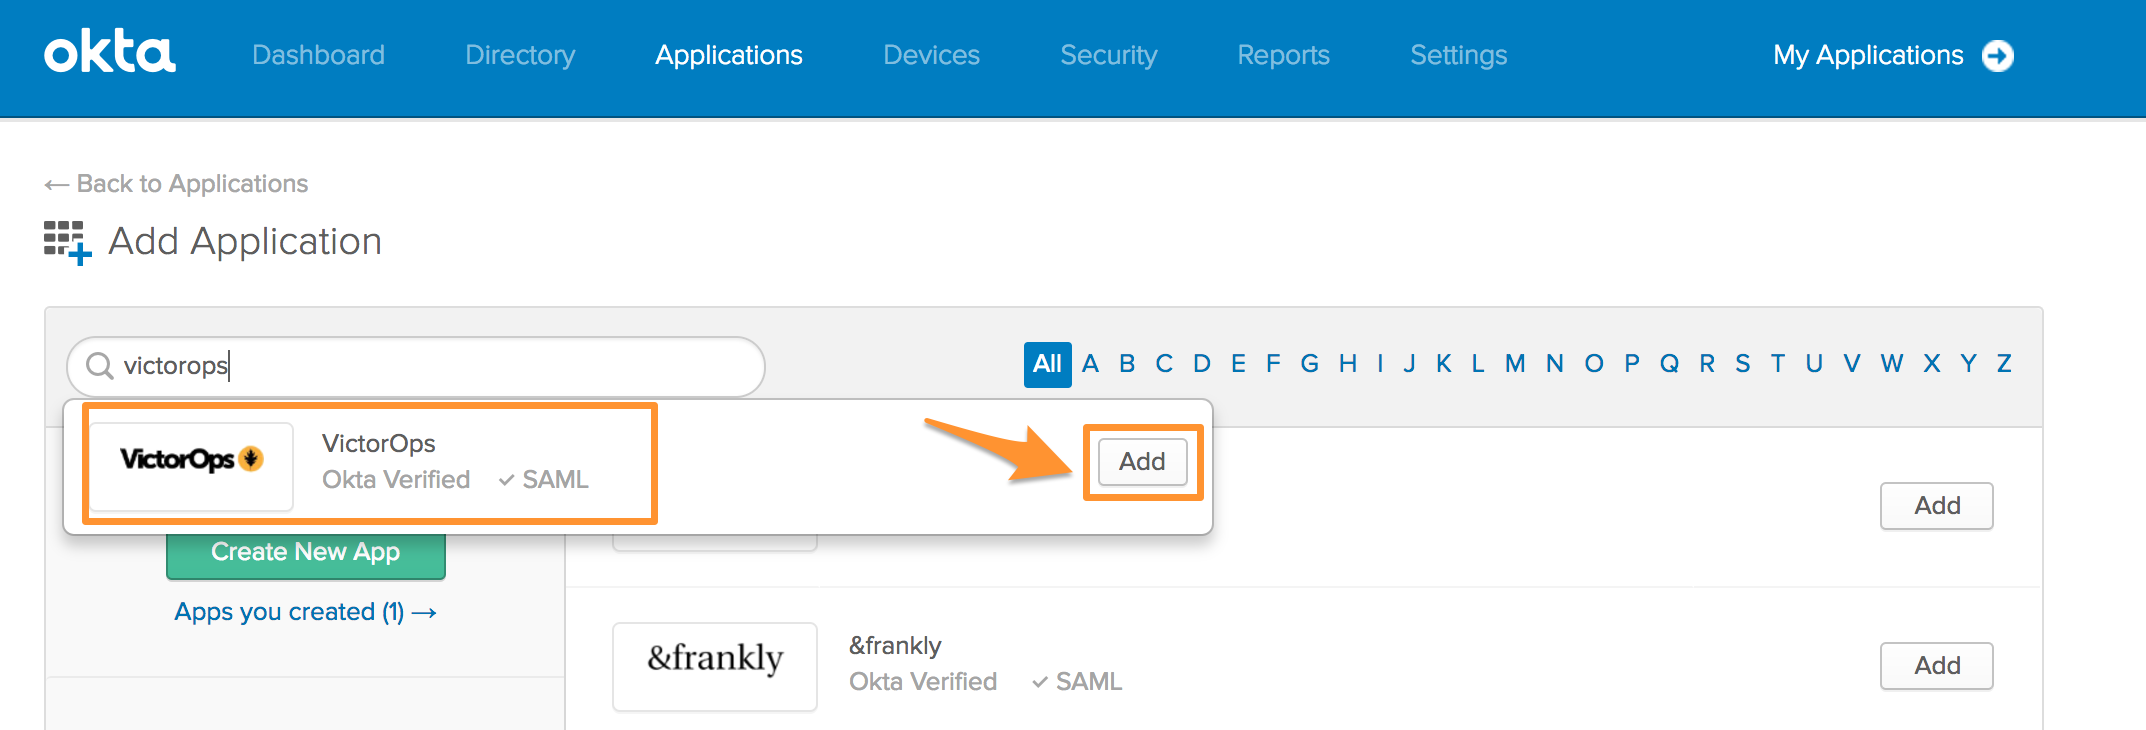 okta Dashboard Directory Applications Devices Security Reports Settings My Applications
← Back to Applications
Add Application
victorops
All A B C D E F G H I J K L M N O P Q R S T U V W X Y Z
VictorOps
VictorOps
Okta Verified ✓ SAML
Add
Add
Create New App
Apps you created (1) →
&frankly
&frankly
Okta Verified ✓ SAML
Add